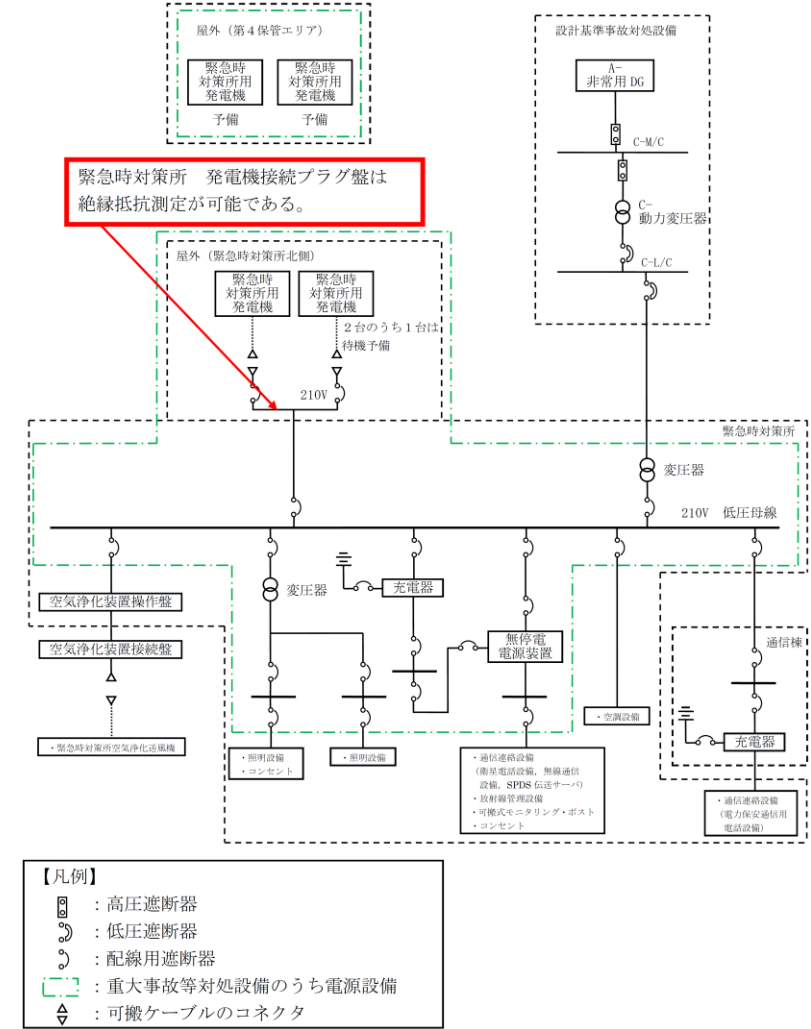 屋外（第４保管エリア）
緊急時
対策所用
発電機
予備
緊急時
対策所用
発電機
予備
設計基準事故対処設備
A-
非常用 DG
C-M/C
C-
動力変圧器
C-L/C
緊急時対策所　発電機接続プラグ盤は
絶縁抵抗測定が可能である。
屋外（緊急時対策所北側）
緊急時
対策所用
発電機
緊急時
対策所用
発電機
２台のうち１台は
待機予備
210V
緊急時対策所
変圧器
210V　低圧母線
空気浄化装置操作盤
空気浄化装置接続盤
・緊急時対策所空気浄化送風機
変圧器
充電器
無停電
電源装置
・照明設備
・コンセント
・照明設備
・通信連絡設備
（衛星電話設備，無線通信
設備，SPDS 伝送サーバ）
・放射線管理設備
・可搬式モニタリング・ポスト
・コンセント
・空調設備
通信棟
充電器
・通信連絡設備
（電力保安通信用
電話設備）
【凡例】
：高圧遮断器
：低圧遮断器
：配線用遮断器
：重大事故等対処設備のうち電源設備
：可搬ケーブルのコネクタ